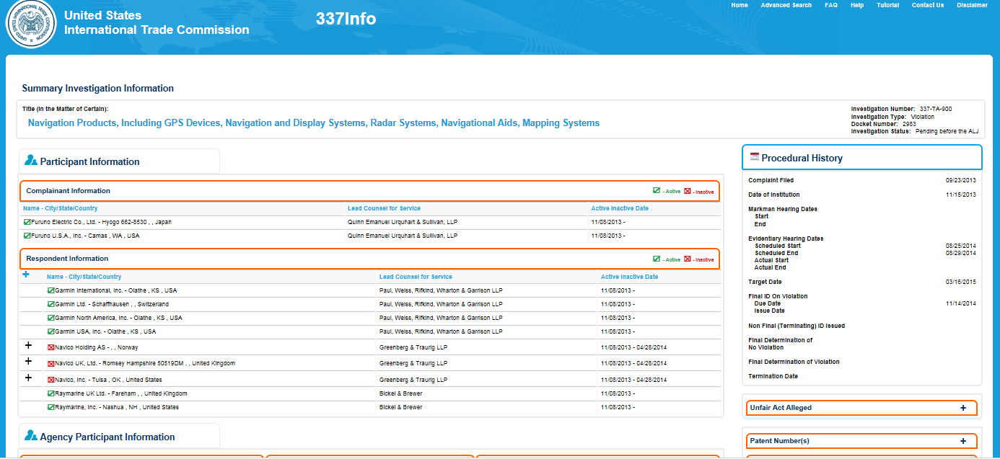 Home Advanced Search FAQ Help Tutorial Contact Us Disclaimer
United States
International Trade Commission
337Info
Summary Investigation Information
Title (In the Matter of Certain):
Navigation Products, Including GPS Devices, Navigation and Display Systems, Radar Systems, Navigational Aids, Mapping Systems
Investigation Number: 337-TA-900
Investigation Type: Violation
Docket Number: 2983
Investigation Status: Pending before the ALJ
Participant Information
Complainant Information
- Active - Inactive
Name - City/State/Country Lead Counsel for Service Active Inactive Date
Furuno Electric Co., Ltd. - Hyogo 662-8530 , , Japan Quinn Emanuel Urquhart & Sullivan, LLP 11/08/2013 -
Furuno U.S.A., Inc. - Camas , WA , USA Quinn Emanuel Urquhart & Sullivan, LLP 11/08/2013 -
Respondent Information
- Active - Inactive
+ Name - City/State/Country Lead Counsel for Service Active Inactive Date
Garmin International, Inc. - Olathe , KS , USA Paul, Weiss, Rifkind, Wharton & Garrison LLP 11/08/2013 -
Garmin Ltd. - Schaffhausen , , Switzerland Paul, Weiss, Rifkind, Wharton & Garrison LLP 11/08/2013 -
Garmin North America, Inc. - Olathe , KS , USA Paul, Weiss, Rifkind, Wharton & Garrison LLP 11/08/2013 -
Garmin USA, Inc. - Olathe , KS , USA Paul, Weiss, Rifkind, Wharton & Garrison LLP 11/08/2013 -
+ Navico Holding AS - , , Norway Greenberg & Traurig LLP 11/08/2013 - 04/28/2014
+ Navico UK, Ltd. - Romsey Hampshire 50519DM , , United Kingdom Greenberg & Traurig LLP 11/08/2013 - 04/28/2014
+ Navico, Inc. - Tulsa , OK , United States Greenberg & Traurig LLP 11/08/2013 - 04/28/2014
Raymarine UK Ltd. - Fareham , , United Kingdom Bickel & Brewer 11/08/2013 -
Raymarine, Inc. - Nashua , NH , United States Bickel & Brewer 11/08/2013 -
Agency Participant Information
Procedural History
Complaint Filed 09/23/2013
Date of Institution 11/15/2013
Markman Hearing Dates
Start
End
Evidentiary Hearing Dates
Scheduled Start 08/25/2014
Scheduled End 08/29/2014
Actual Start
Actual End
Target Date 03/16/2015
Final ID On Violation
Due Date 11/14/2014
Issue Date
Non Final (Terminating) ID Issued
Final Determination of
No Violation
Final Determination of Violation
Termination Date
Unfair Act Alleged +
Patent Number(s) +